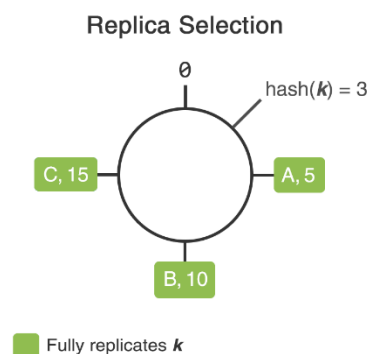 Replica Selection
0
hash(k) = 3
C, 15
A, 5
B, 10
Fully replicates k